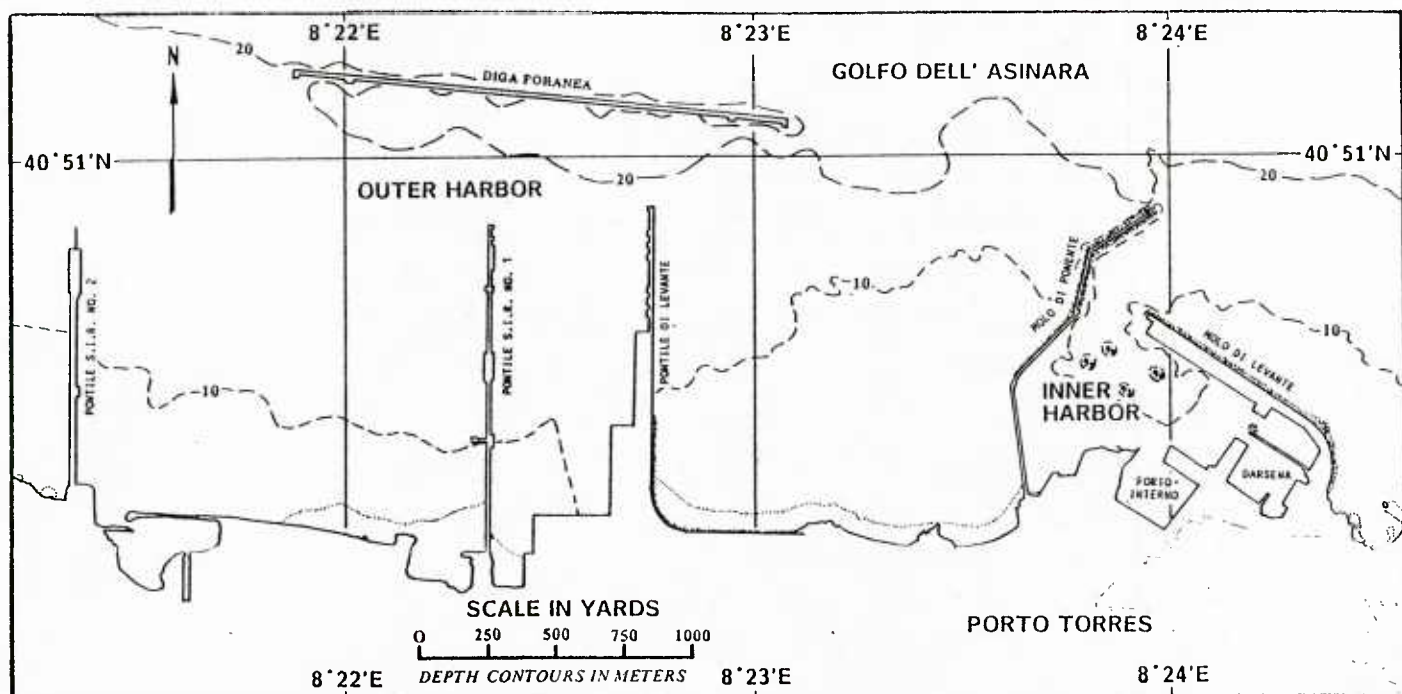 8°22'E
8°23'E
8°24'E
20
N
DIGA FORANEA
GOLFO DELL' ASINARA
40°51'N
40°51'N
OUTER HARBOR
20
20
PONTILE S.I.R. NO. 2
PONTILE S.I.R. NO. 1
PONTILE DI LEVANTE
10
MOLO DI PONENTE
10
MOLO DI LEVANTE
10
INNER
HARBOR
PORTO-
INTERNO
DARSENA
SCALE IN YARDS
0 250 500 750 1000
DEPTH CONTOURS IN METERS
PORTO TORRES
8°22'E
8°23'E
8°24'E